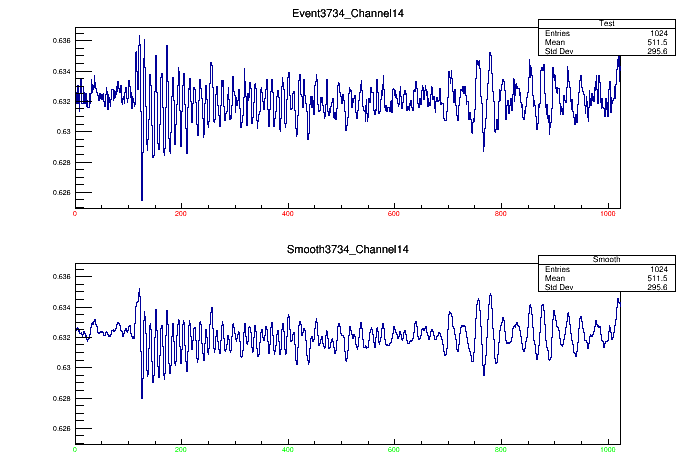 Event3734_Channel14
Test
Entries 1024
Mean 511.5
Std Dev 295.6
0.636
0.634
0.632
0.63
0.628
0.626
0 200 400 600 800 1000
Smooth3734_Channel14
Smooth
Entries 1024
Mean 511.5
Std Dev 295.6
0.636
0.634
0.632
0.63
0.628
0.626
0 200 400 600 800 1000